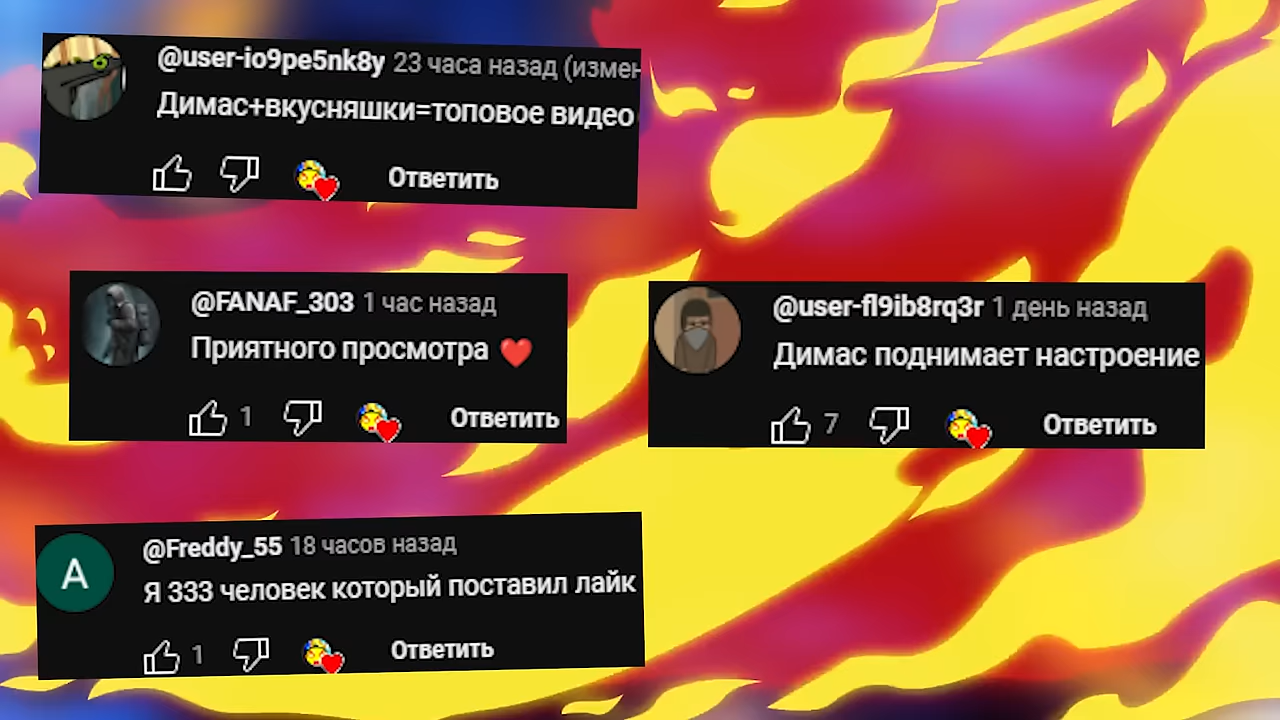 @user-io9pe5nk8y 23 часа назад (измен
Димас+вкусняшки=топовое видео
Ответить
@FANAF_303 1 час назад
Приятного просмотра ❤️
1 Ответить
@user-fl9ib8rq3r 1 день назад
Димас поднимает настроение
7 Ответить
А
@Freddy_55 18 часов назад
Я 333 человек который поставил лайк
1 Ответить